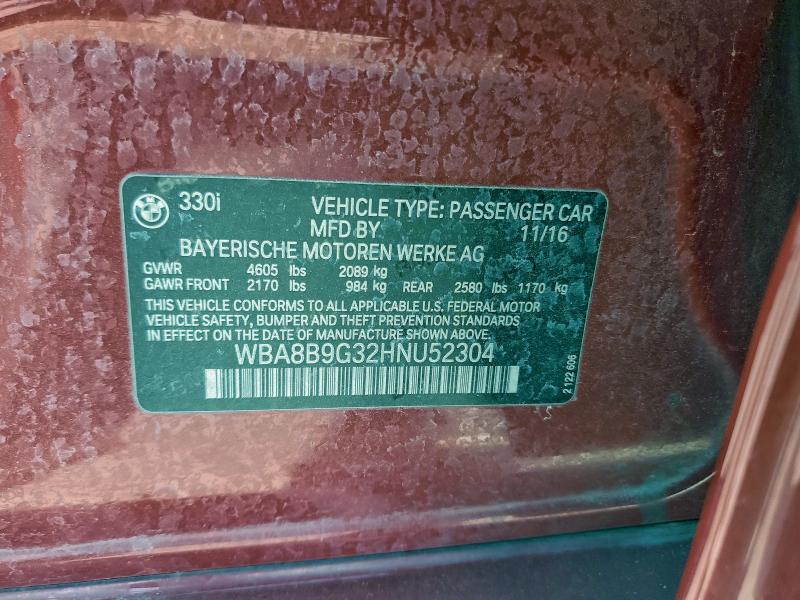 330i VEHICLE TYPE: PASSENGER CAR
MFD BY 11/16
BAYERISCHE MOTOREN WERKE AG
GVWR 4605 lbs 2089 kg
GAWR FRONT 2170 lbs 984 kg REAR 2580 lbs 1170 kg
THIS VEHICLE CONFORMS TO ALL APPLICABLE U.S. FEDERAL MOTOR
VEHICLE SAFETY, BUMPER AND THEFT PREVENTION STANDARDS
IN EFFECT ON THE DATE OF MANUFACTURE SHOWN ABOVE.
WBA8B9G32HNU52304
2 122 606